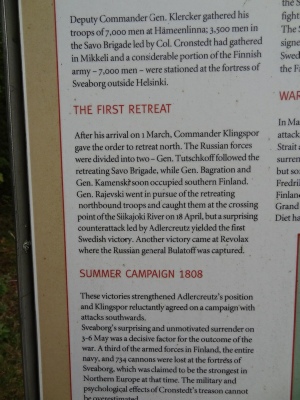 Deputy Commander Gen. Klercker gathered his
troops of 7,000 men at Hämeenlinna; 3,500 men in
the Savo Brigade led by Col. Cronstedt had gathered
in Mikkeli and a considerable portion of the Finnish
army – 7,000 men – were stationed at the fortress of
Sveaborg outside Helsinki.
THE FIRST RETREAT
After his arrival on 1 March, Commander Klingspor
gave the order to retreat north. The Russian forces
were divided into two – Gen. Tutschkoff followed the
retreating Savo Brigade, while Gen. Bagration and
Gen. Kamenski soon occupied southern Finland.
Gen. Rajevski went in pursuit of the retreating
northbound troops and caught them at the crossing
point of the Siikajoki River on 18 April, but a surprising
counterattack led by Adlercreutz yielded the first
Swedish victory. Another victory came at Revolax
where the Russian general Bulatoff was captured.
SUMMER CAMPAIGN 1808
These victories strengthened Adlercreutz's position
and Klingspor reluctantly agreed on a campaign with
attacks southwards.
Sveaborg's surprising and unmotivated surrender on
3-6 May was a decisive factor for the outcome of the
war. A third of the armed forces in Finland, the entire
navy, and 734 cannons were lost at the fortress of
Sveaborg, which was claimed to be the strongest in
Northern Europe at that time. The military and
psychological effects of Cronstedt's treason cannot
be overestimated.
the S
fight
The S
signe
Swed
the Fa
WAR
In Ma
attack
Strait
surren
but so
Fredri
Finlan
Grand
Diet ha